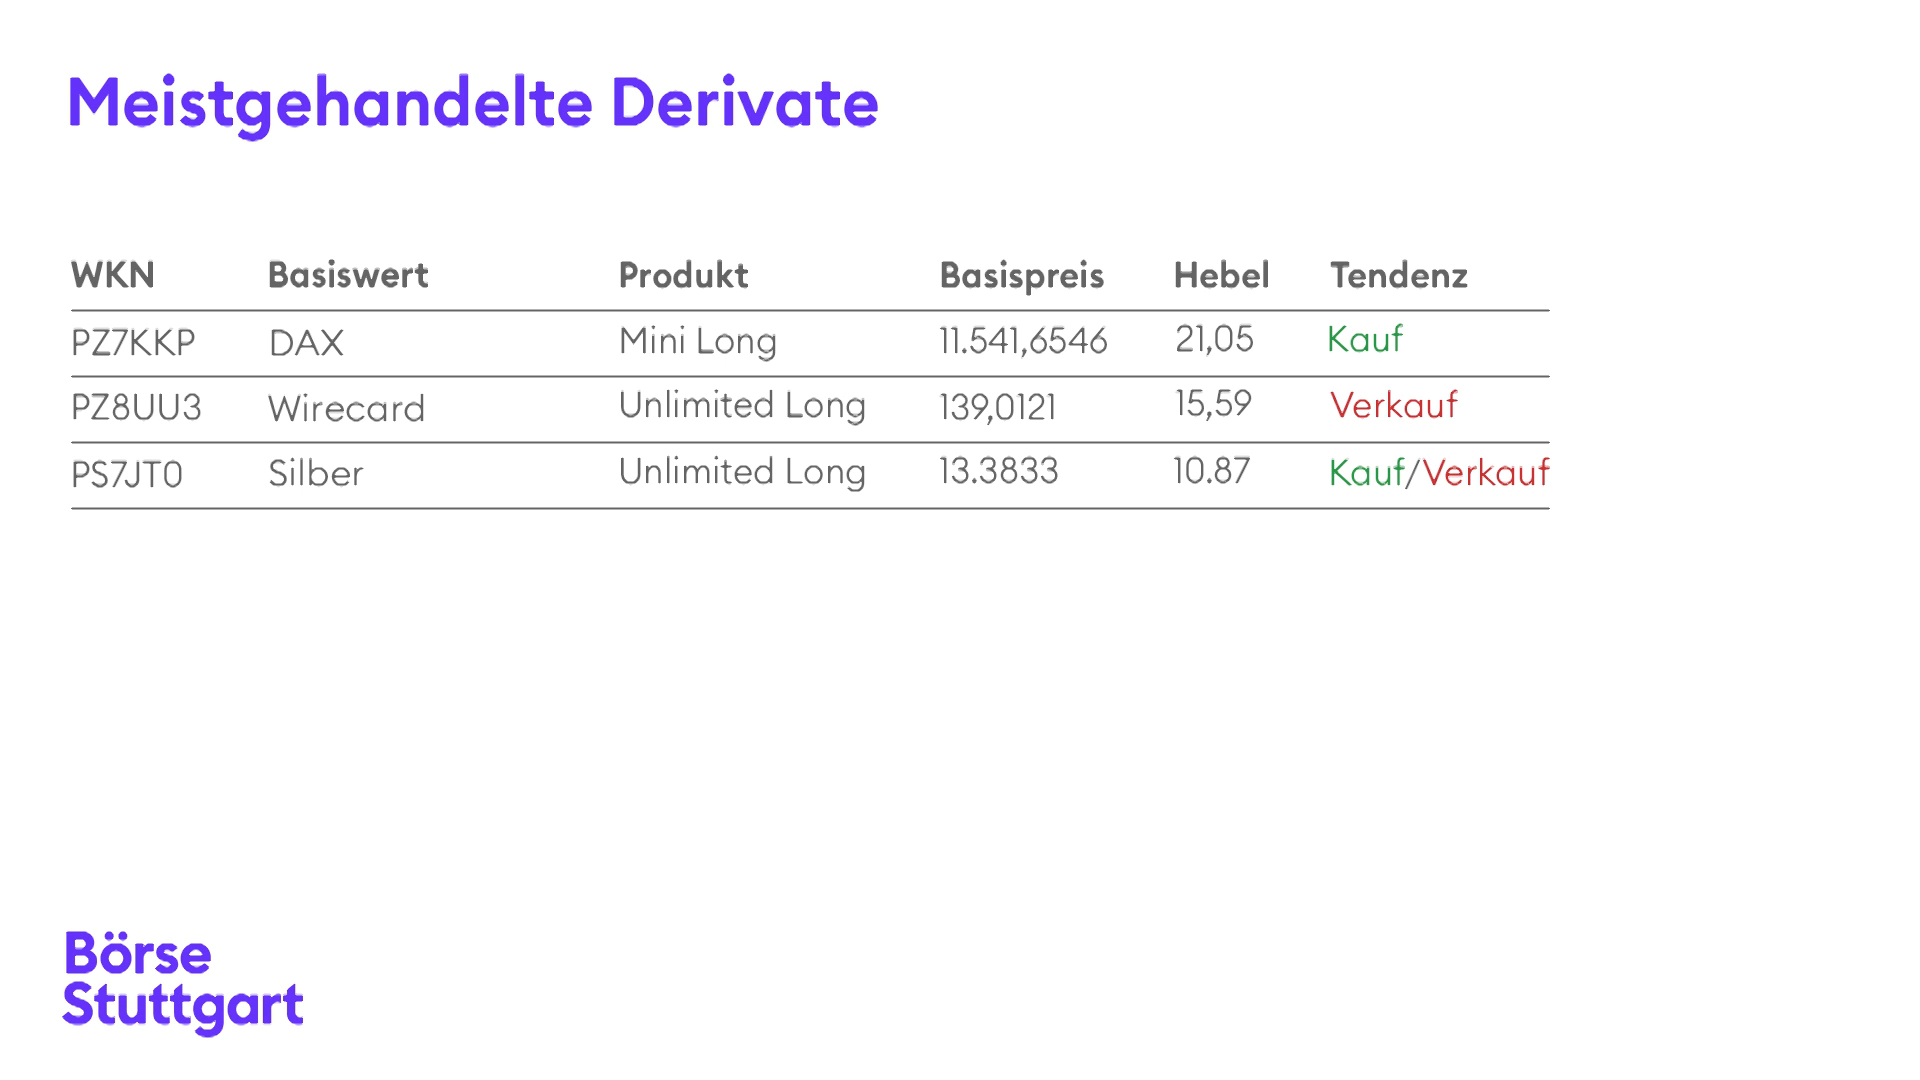 Meistgehandelte Derivate
WKN Basiswert Produkt Basispreis Hebel Tendenz
PZ7KKP DAX Mini Long 11.541,6546 21,05 Kauf
PZ8UU3 Wirecard Unlimited Long 139,0121 15,59 Verkauf
PS7JT0 Silber Unlimited Long 13.3833 10.87 Kauf/Verkauf
Börse
Stuttgart